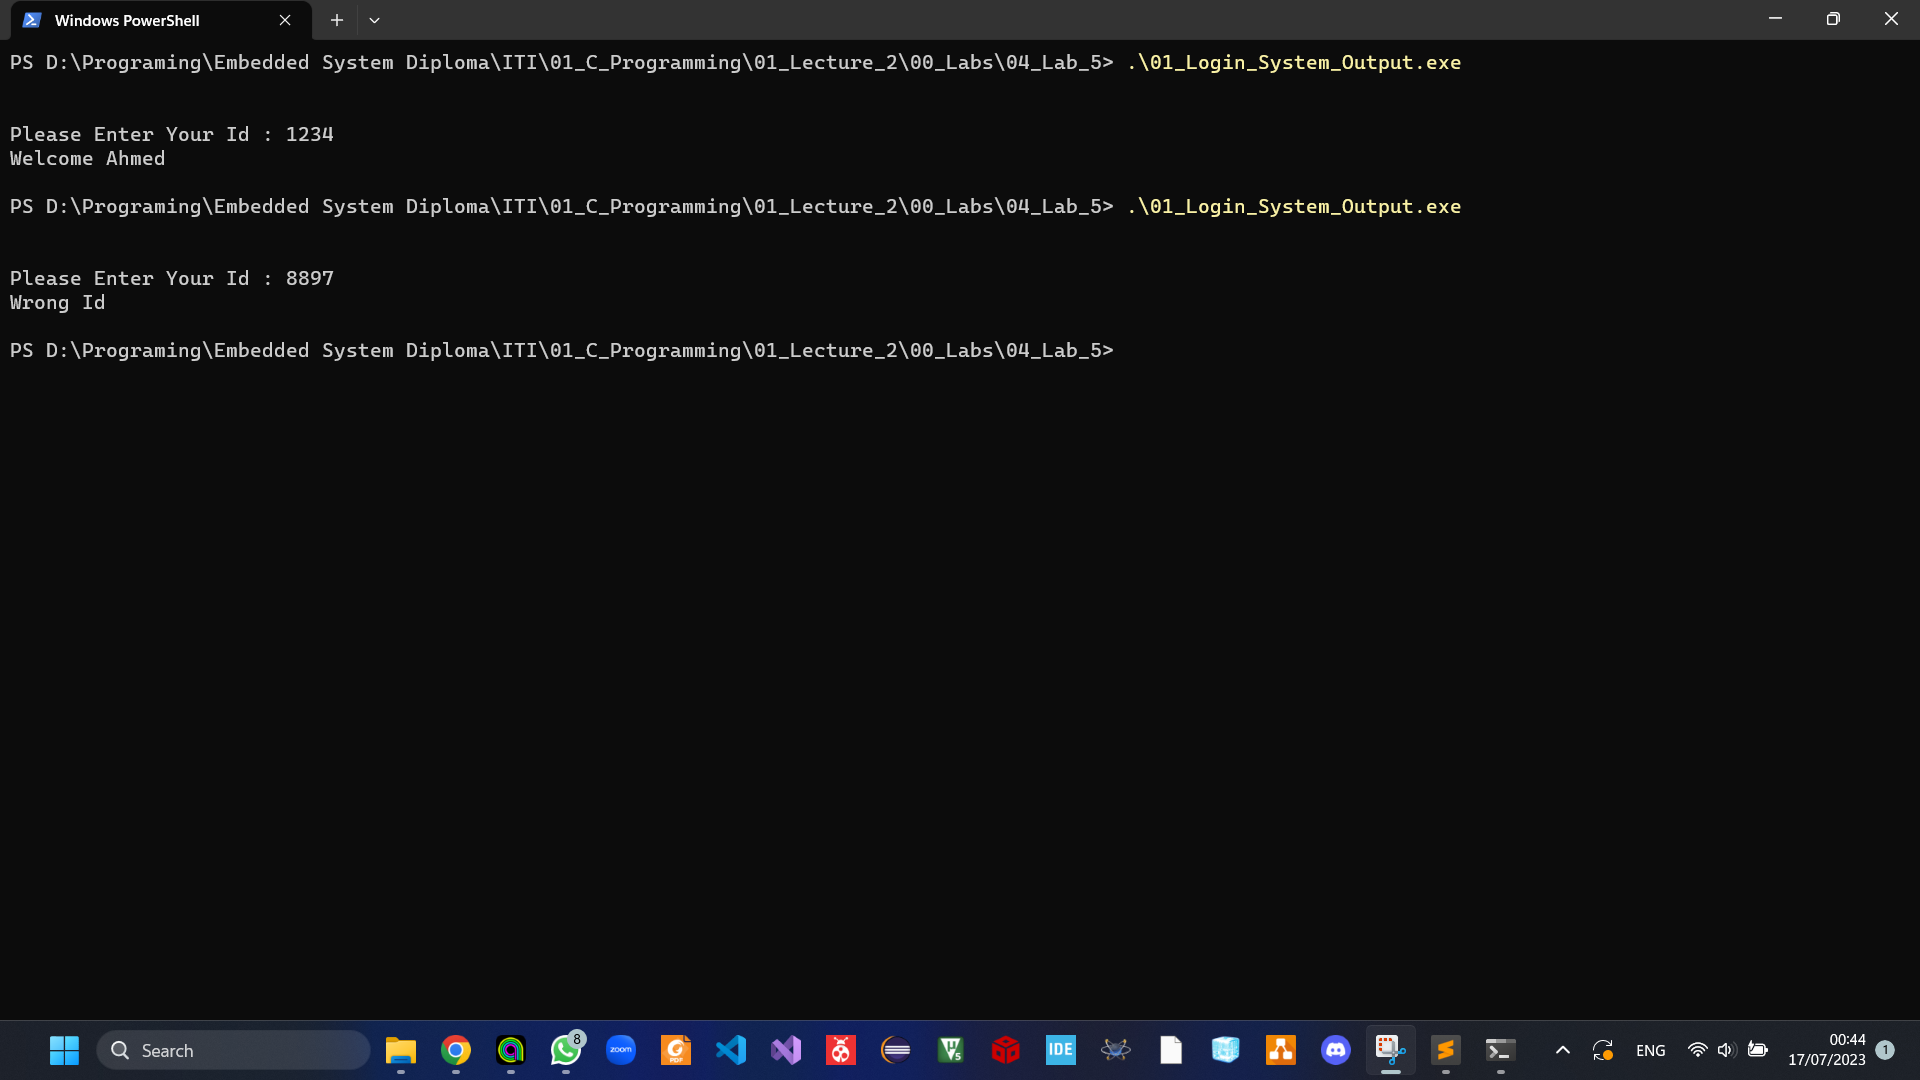 Windows PowerShell
PS D:\Programing\Embedded System Diploma\ITI\01_C_Programming\01_Lecture_2\00_Labs\04_Lab_5> .\01_Login_System_Output.exe
Please Enter Your Id : 1234
Welcome Ahmed
PS D:\Programing\Embedded System Diploma\ITI\01_C_Programming\01_Lecture_2\00_Labs\04_Lab_5> .\01_Login_System_Output.exe
Please Enter Your Id : 8897
Wrong Id
PS D:\Programing\Embedded System Diploma\ITI\01_C_Programming\01_Lecture_2\00_Labs\04_Lab_5>
Search
8
zoom
PDF
V5
IDE
ENG
00:44
17/07/2023
1